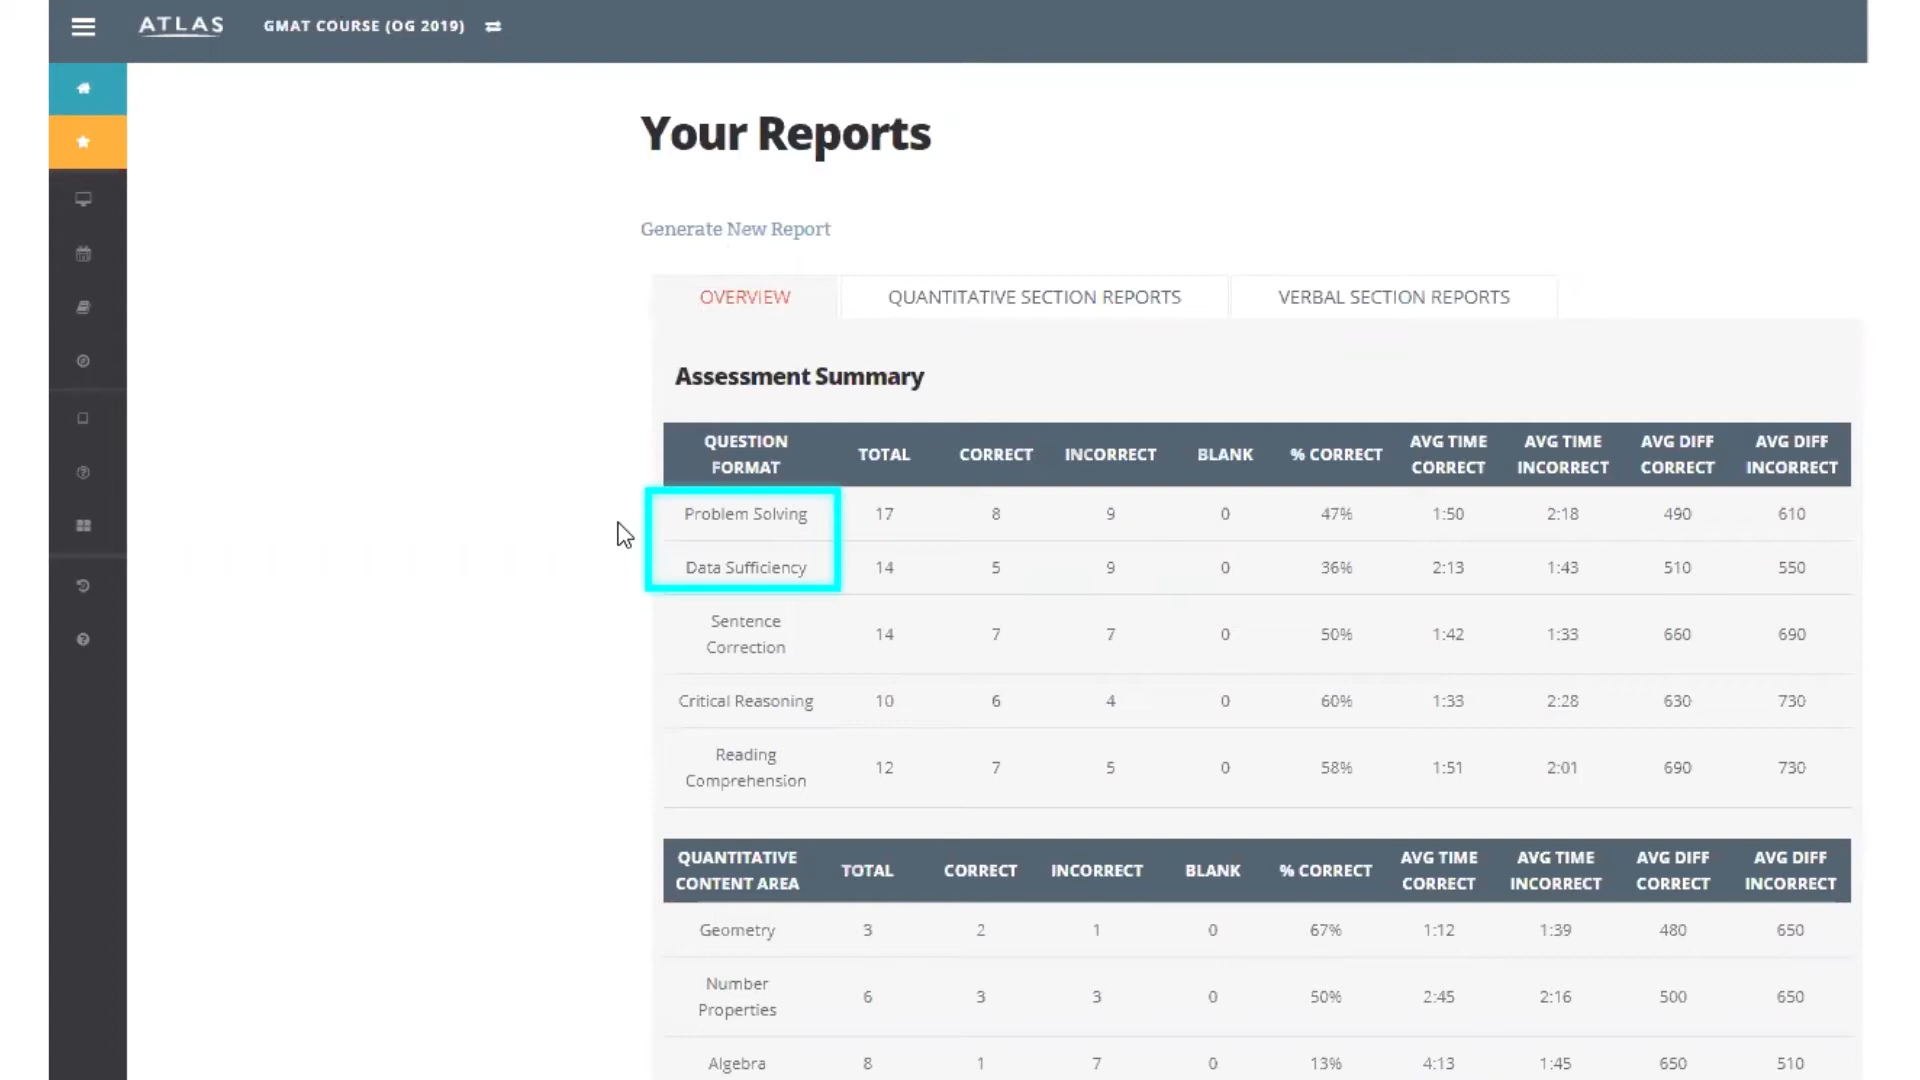 ATLAS GMAT COURSE (OG 2019)
Your Reports
Generate New Report
OVERVIEW QUANTITATIVE SECTION REPORTS VERBAL SECTION REPORTS
Assessment Summary
QUESTION FORMAT TOTAL CORRECT INCORRECT BLANK % CORRECT AVG TIME CORRECT AVG TIME INCORRECT AVG DIFF CORRECT AVG DIFF INCORRECT
Problem Solving 17 8 9 0 47% 1:50 2:18 490 610
Data Sufficiency 14 5 9 0 36% 2:13 1:43 510 550
Sentence Correction 14 7 7 0 50% 1:42 1:33 660 690
Critical Reasoning 10 6 4 0 60% 1:33 2:28 630 730
Reading Comprehension 12 7 5 0 58% 1:51 2:01 690 730
QUANTITATIVE CONTENT AREA TOTAL CORRECT INCORRECT BLANK % CORRECT AVG TIME CORRECT AVG TIME INCORRECT AVG DIFF CORRECT AVG DIFF INCORRECT
Geometry 3 2 1 0 67% 1:12 1:39 480 650
Number Properties 6 3 3 0 50% 2:45 2:16 500 650
Algebra 8 1 7 0 13% 4:13 1:45 650 510